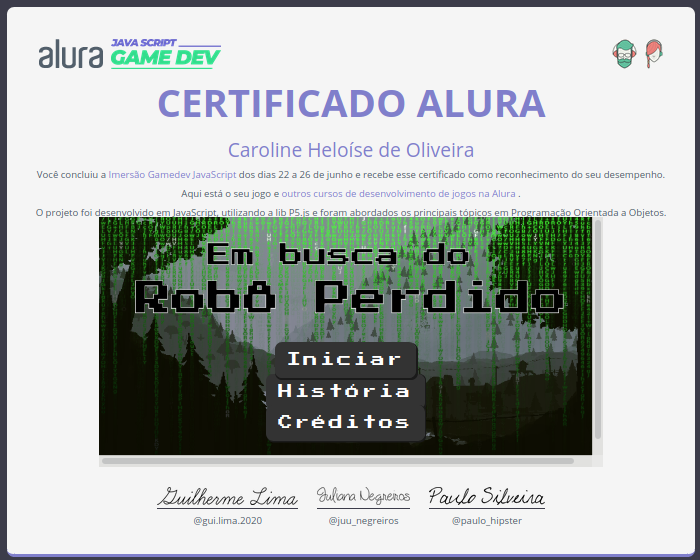 alura JAVA SCRIPT
GAME DEV
CERTIFICADO ALURA
Caroline Heloíse de Oliveira
Você concluiu a Imersão Gamedev JavaScript dos dias 22 a 26 de junho e recebe esse certificado como reconhecimento do seu desempenho.
Aqui está o seu jogo e outros cursos de desenvolvimento de jogos na Alura .
O projeto foi desenvolvido em JavaScript, utilizando a lib P5.js e foram abordados os principais tópicos em Programação Orientada a Objetos.
Em busca do
Robô Perdido
Iniciar
História
Créditos
Guilherme Lima Juliana Negreiros Paulo Silveira
@gui.lima.2020 @juu_negreiros @paulo_hipster